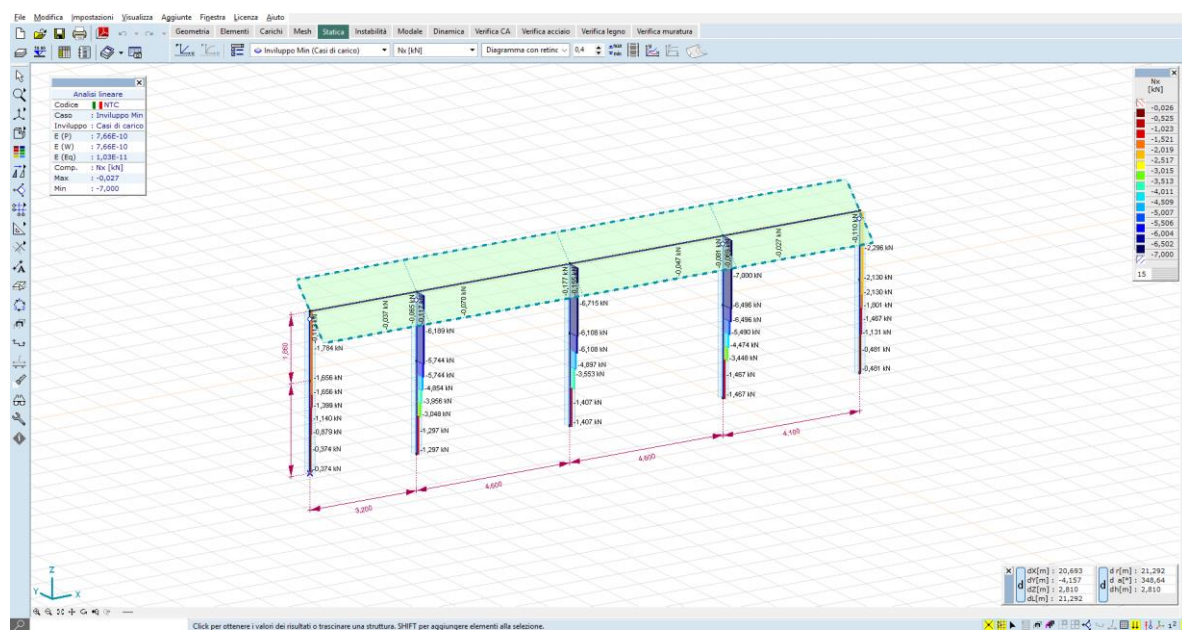 File Modifica Impostazioni Visualizza Aggiunte Finestra Licenza Aiuto
Geometria Elementi Carichi Mesh Statica Instabilità Modale Dinamica Verifica CA Verifica acciaio Verifica legno Verifica muratura
Inviluppo Min (Casi di carico) Nx [kN] Diagramma con retinc 0,4
Analisi lineare
Codice NTC
Caso : Inviluppo Min
Inviluppo : Casi di carico
E (P) : 7,66E-10
E (W) : 7,66E-10
E (Eq) : 1,03E-11
Comp. : Nx [kN]
Max : -0,027
Min : -7,000
Nx
[kN]
-0,026
-0,525
-1,023
-1,521
-2,019
-2,517
-3,015
-3,513
-4,011
-4,509
-5,007
-5,506
-6,004
-6,502
-7,000
15
-1,784 kN
-1,656 kN
-1,656 kN
-1,399 kN
-1,140 kN
-0,879 kN
-0,374 kN
-0,374 kN
-0,037 kN
-0,070 kN
-6,189 kN
-5,744 kN
-5,744 kN
-4,854 kN
-3,956 kN
-3,048 kN
-1,297 kN
-1,297 kN
-0,177 kN
-6,715 kN
-6,108 kN
-6,108 kN
-4,897 kN
-3,553 kN
-1,407 kN
-1,407 kN
-0,047 kN
-0,081 kN
-7,000 kN
-6,496 kN
-6,496 kN
-5,490 kN
-4,474 kN
-3,448 kN
-1,467 kN
-1,467 kN
-0,027 kN
-0,110 kN
-2,296 kN
-2,130 kN
-2,130 kN
-1,801 kN
-1,467 kN
-1,131 kN
-0,481 kN
-0,481 kN
1,660
3,200
4,600
4,600
4,100
Z
Y
X
dX[m] : 20,693
dY[m] : -4,157
dZ[m] : 2,810
dL[m] : 21,292
d r[m] : 21,292
d a[°] : 348,64
dh[m] : 2,810
Click per ottenere i valori dei risultati o trascinare una struttura. SHIFT per aggiungere elementi alla selezione.